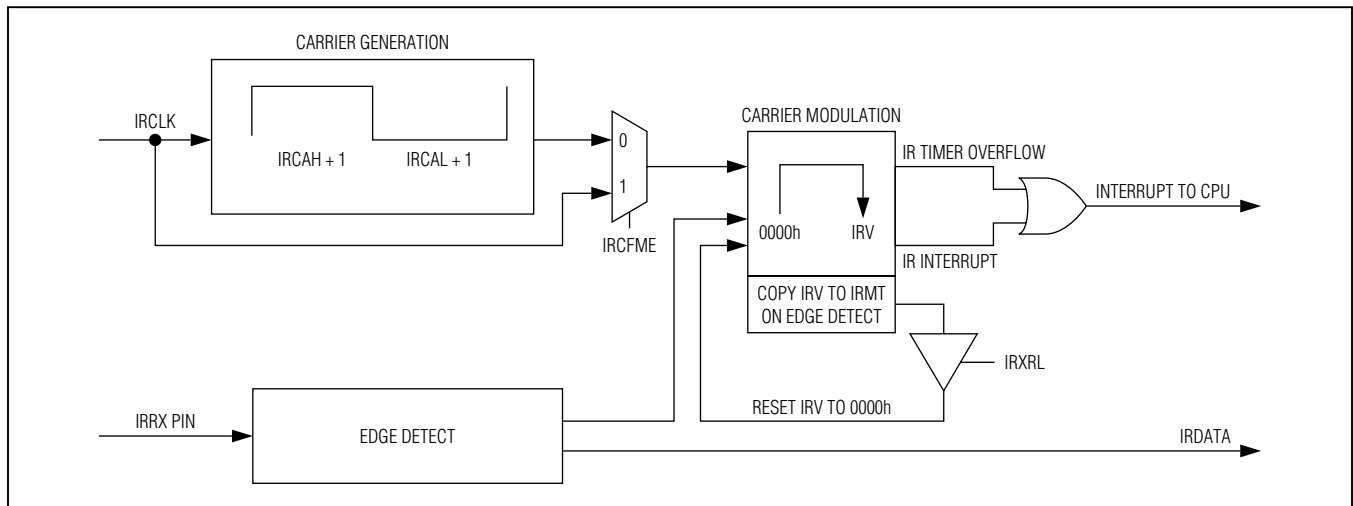 CARRIER GENERATION
IRCLK
IRCAH + 1
IRCAL + 1
0
1
IRCFME
CARRIER MODULATION
0000h
IRV
IR TIMER OVERFLOW
IR INTERRUPT
INTERRUPT TO CPU
COPY IRV TO IRMT
ON EDGE DETECT
IRXRL
RESET IRV TO 0000h
IRRX PIN
EDGE DETECT
IRDATA